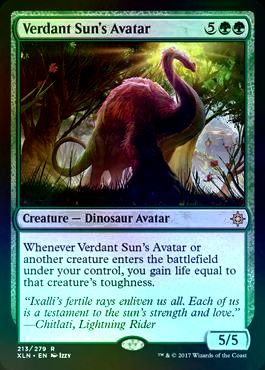 Verdant Sun's Avatar 5
Creature — Dinosaur Avatar
Whenever Verdant Sun's Avatar or
another creature enters the battlefield
under your control, you gain life equal to
that creature's toughness.
"Ixalli's fertile rays enliven us all. Each of us
is a testament to the sun's strength and love."
—Chitlati, Lightning Rider
5/5
213/279 R
XLN • EN Izzy
™ & © 2017 Wizards of the Coast